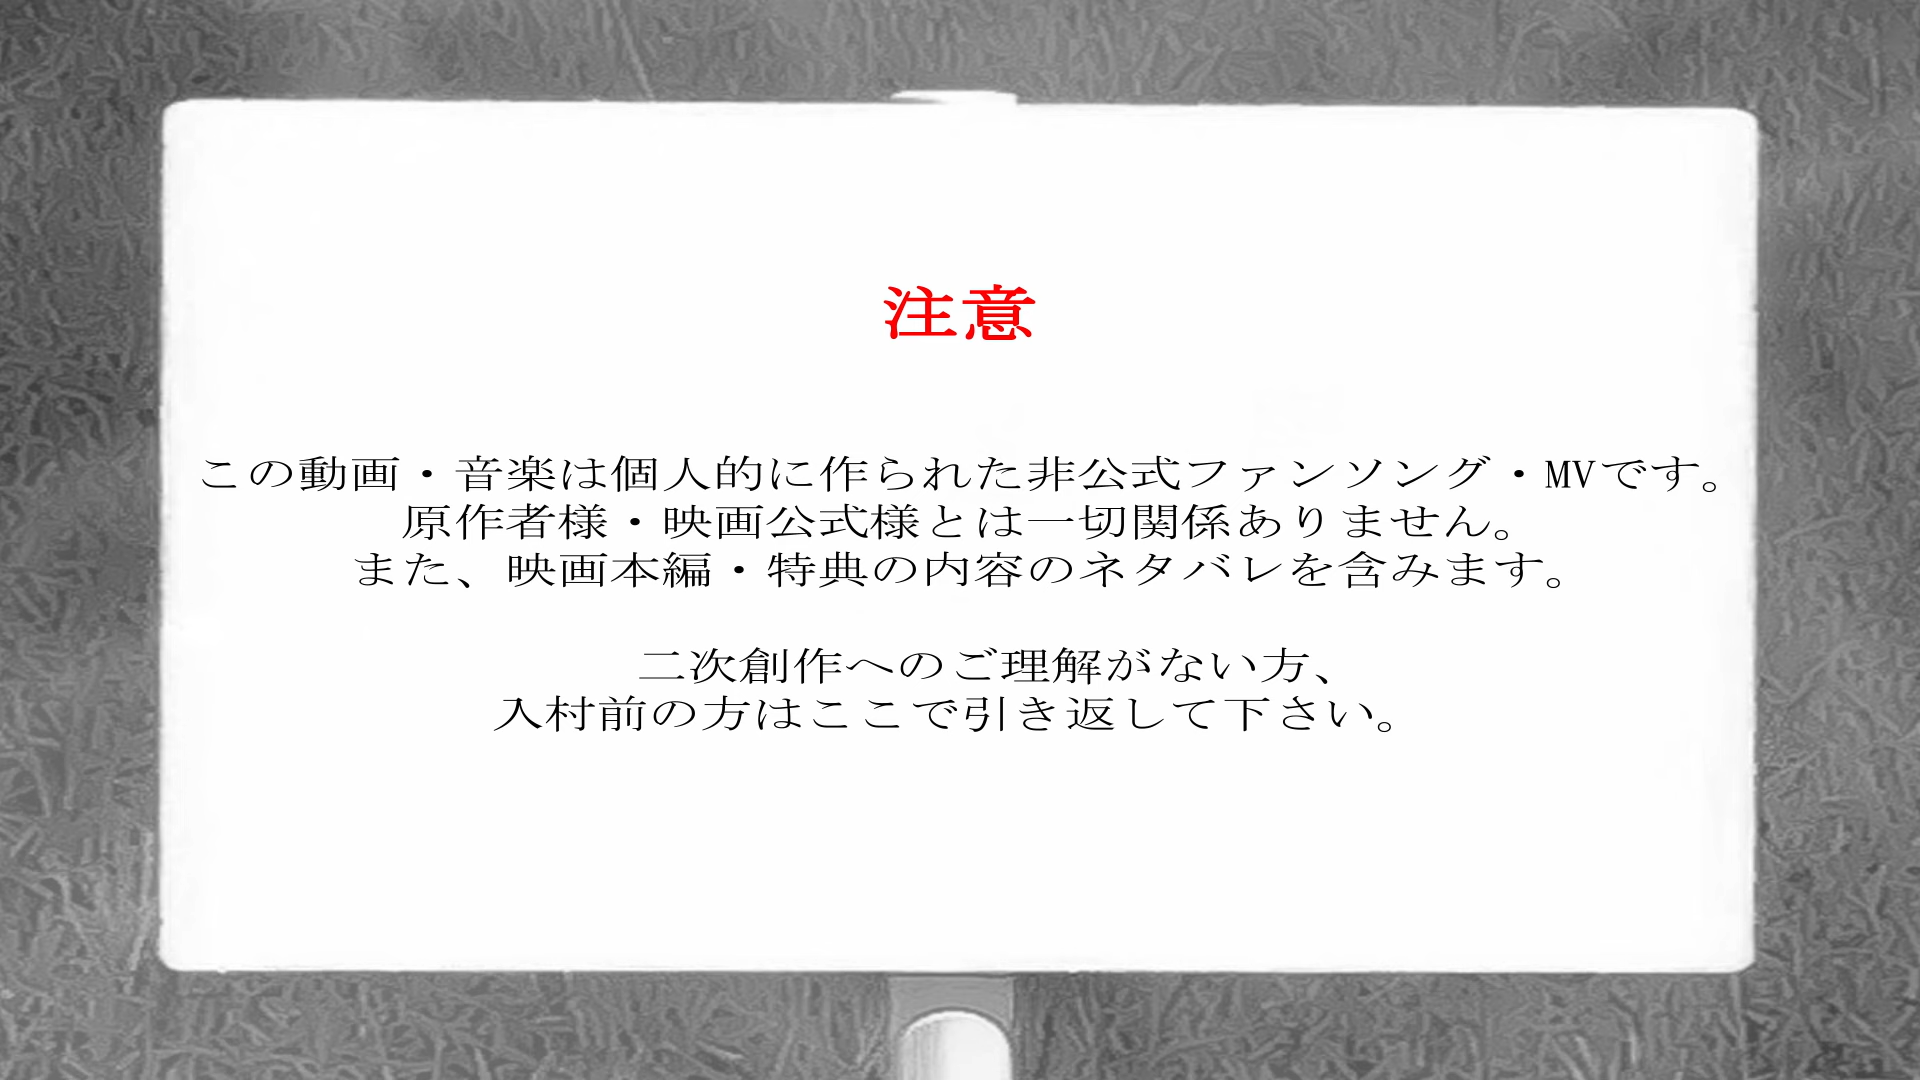 注意
この動画・音楽は個人的に作られた非公式ファンソング・MVです。
原作者様・映画公式様とは一切関係ありません。
また、映画本編・特典の内容のネタバレを含みます。
二次創作へのご理解がない方、
入村前の方はここで引き返して下さい。